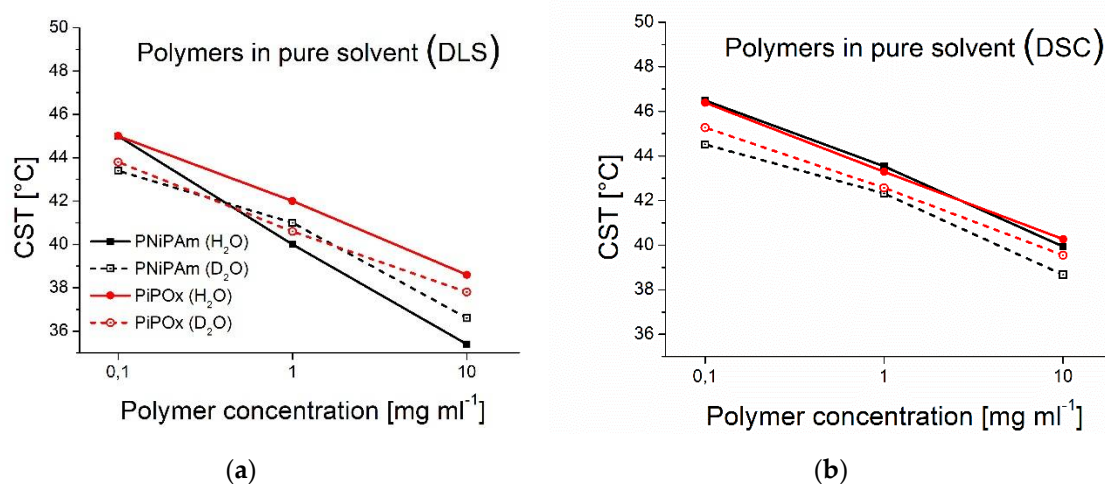 Polymers in pure solvent (DLS)
CST [°C]
50
48
46
44
42
40
38
36
PNiPAm (H₂O)
PNiPAm (D₂O)
PiPOx (H₂O)
PiPOx (D₂O)
0,1
1
10
Polymer concentration [mg ml⁻¹]
(a)
Polymers in pure solvent (DSC)
CST [°C]
50
48
46
44
42
40
38
36
34
0,1
1
10
Polymer concentration [mg ml⁻¹]
(b)